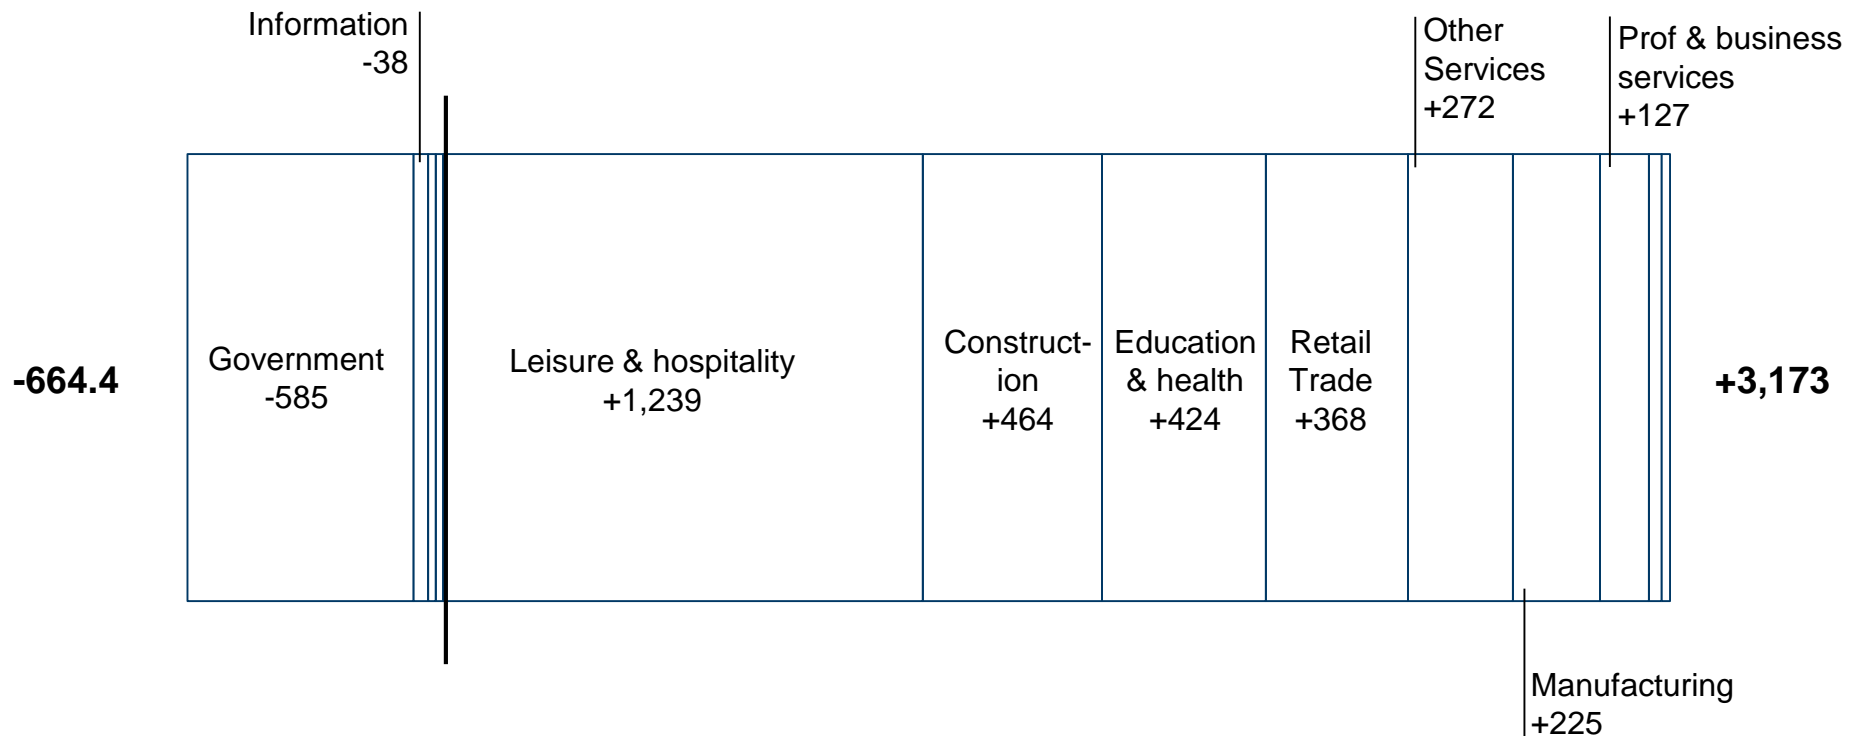 Information
-38
Other
Services
+272
Prof & business
services
+127
-664.4
Government
-585
Leisure & hospitality
+1,239
Construct-
ion
+464
Education
& health
+424
Retail
Trade
+368
+3,173
Manufacturing
+225